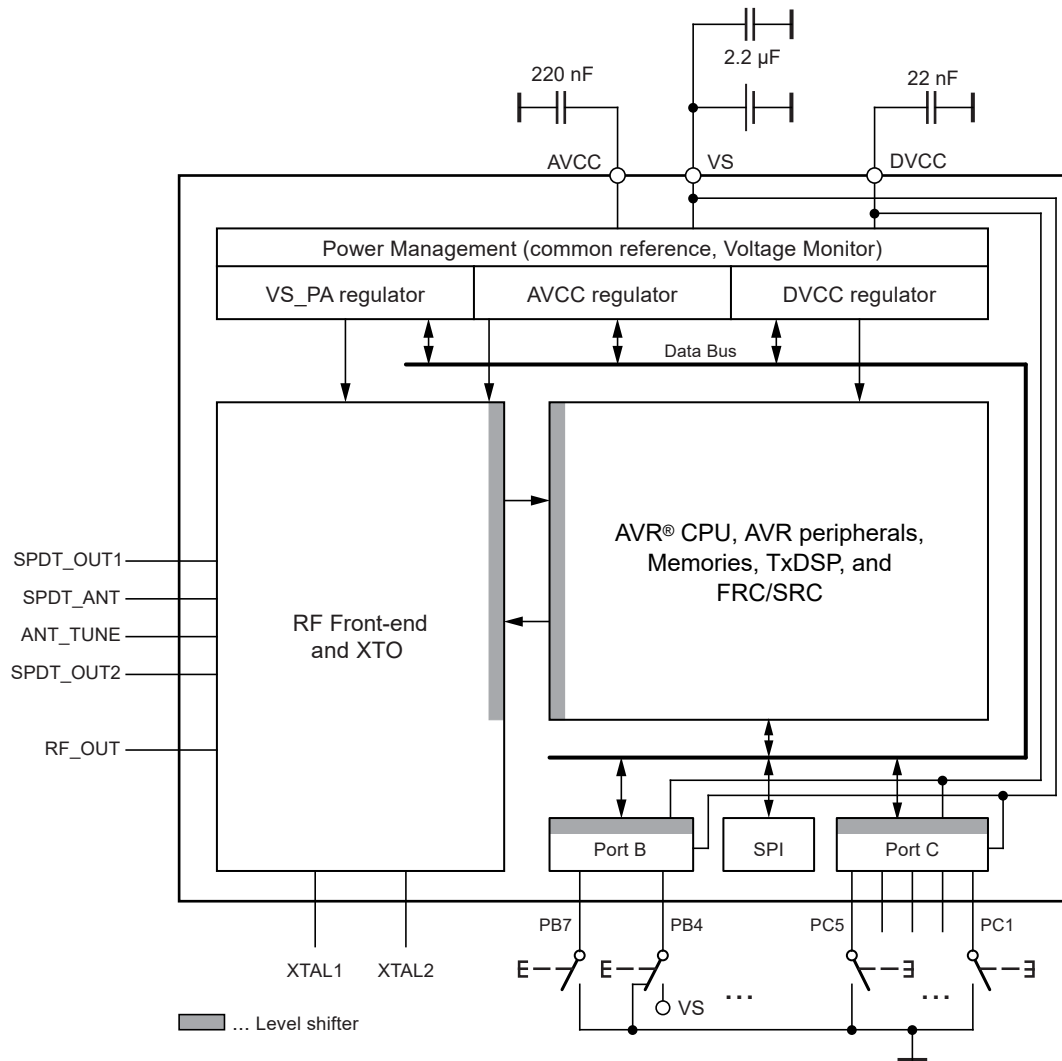 2.2 µF
220 nF
22 nF
AVCC
VS
DVCC
Power Management (common reference, Voltage Monitor)
VS_PA regulator
AVCC regulator
DVCC regulator
Data Bus
AVR® CPU, AVR peripherals,
Memories, TxDSP, and
FRC/SRC
SPDT_OUT1
SPDT_ANT
ANT_TUNE
SPDT_OUT2
RF_OUT
RF Front-end
and XTO
Port B
SPI
Port C
PB7
PB4
PC5
PC1
XTAL1
XTAL2
VS
...
...
... Level shifter